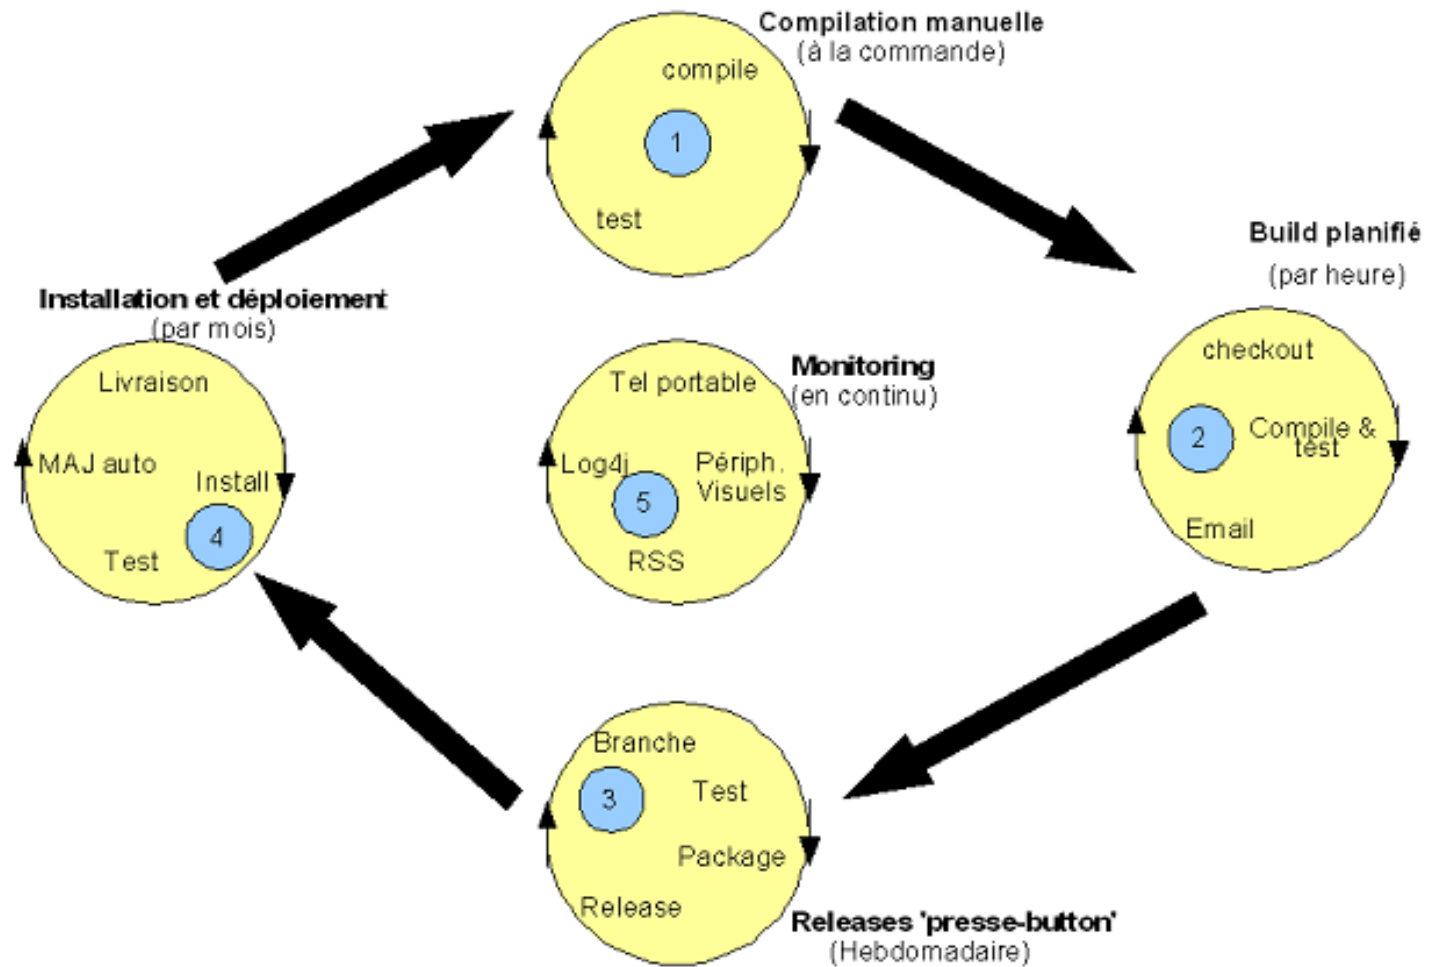 Compilation manuelle
(à la commande)
compile
1
test
Build planifié
(par heure)
checkout
2
Compile &
test
Email
Installation et déploiement
(par mois)
Livraison
MAJ auto
Install
4
Test
Monitoring
(en continu)
Tel portable
Log4j
Périph.
Visuels
5
RSS
Branche
3
Test
Package
Release
Releases 'presse-button'
(Hebdomadaire)